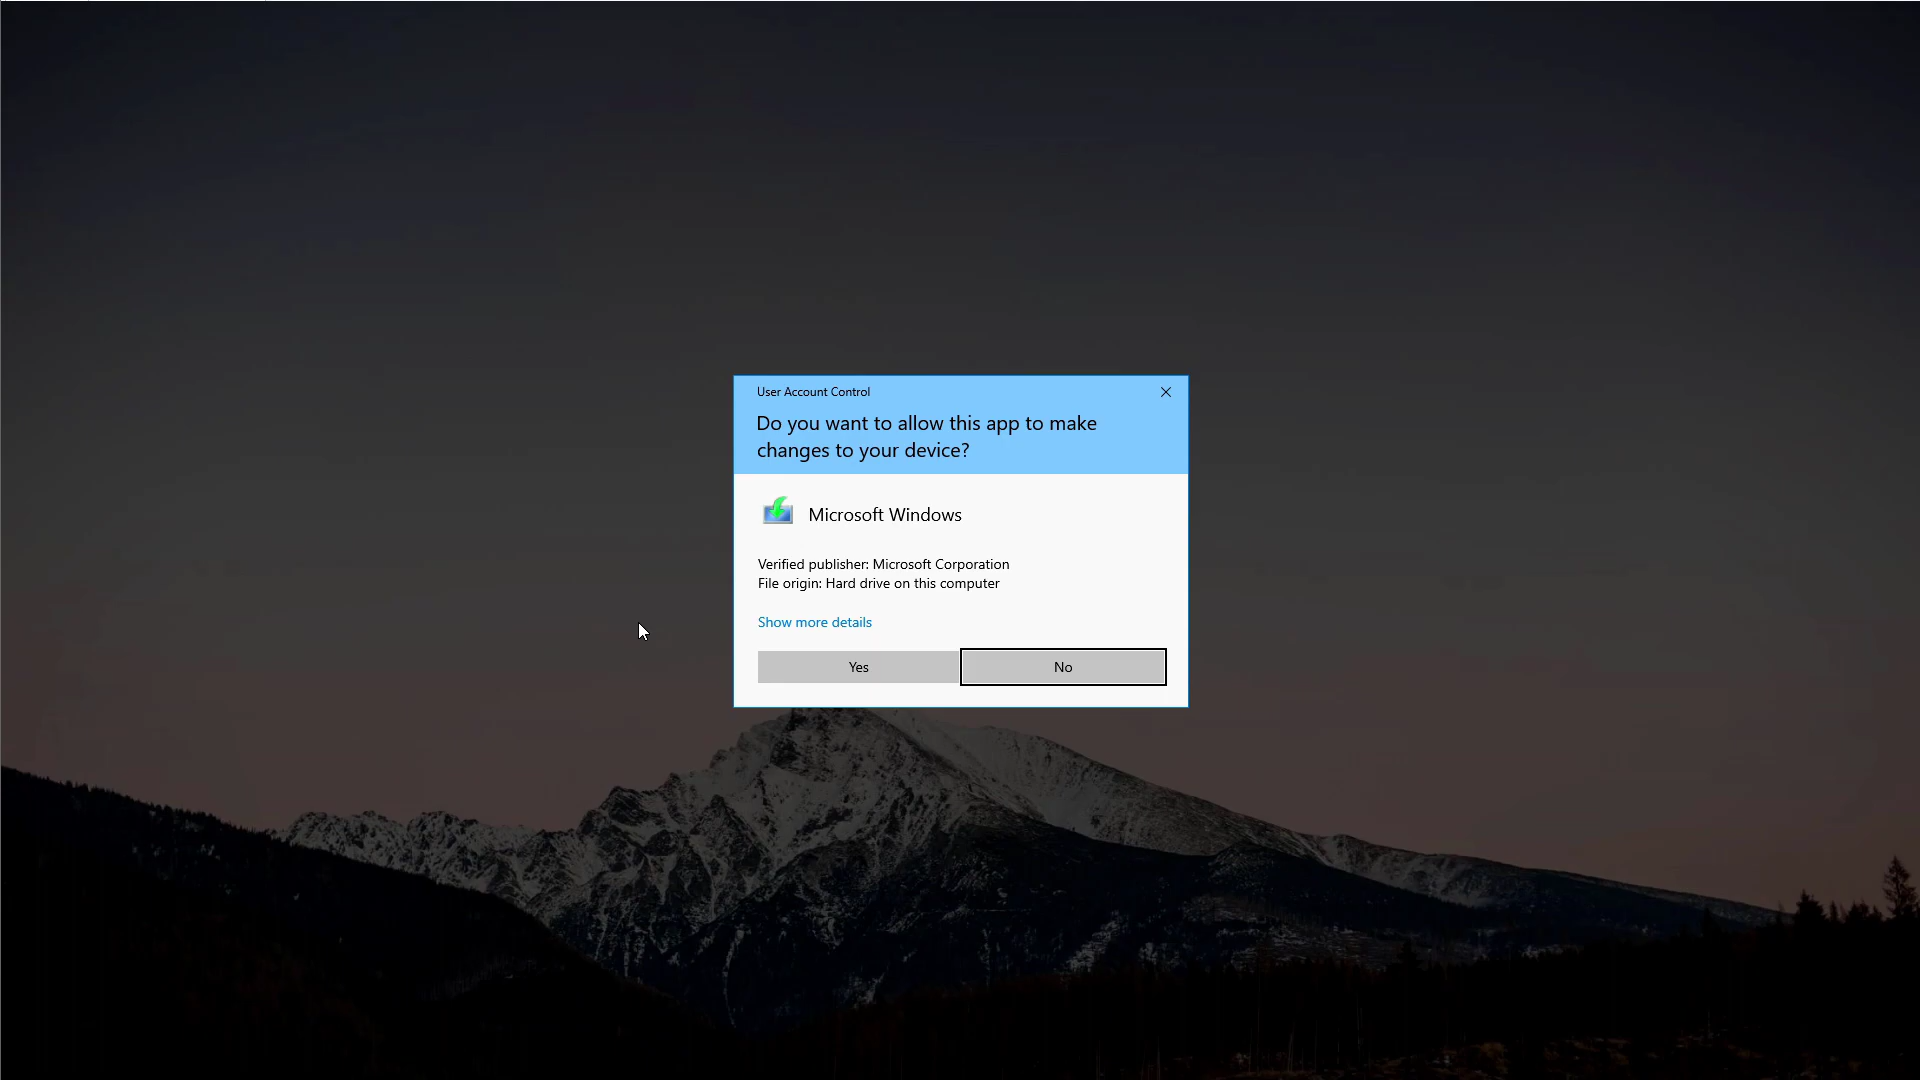 User Account Control
Do you want to allow this app to make
changes to your device?
Microsoft Windows
Verified publisher: Microsoft Corporation
File origin: Hard drive on this computer
Show more details
Yes
No